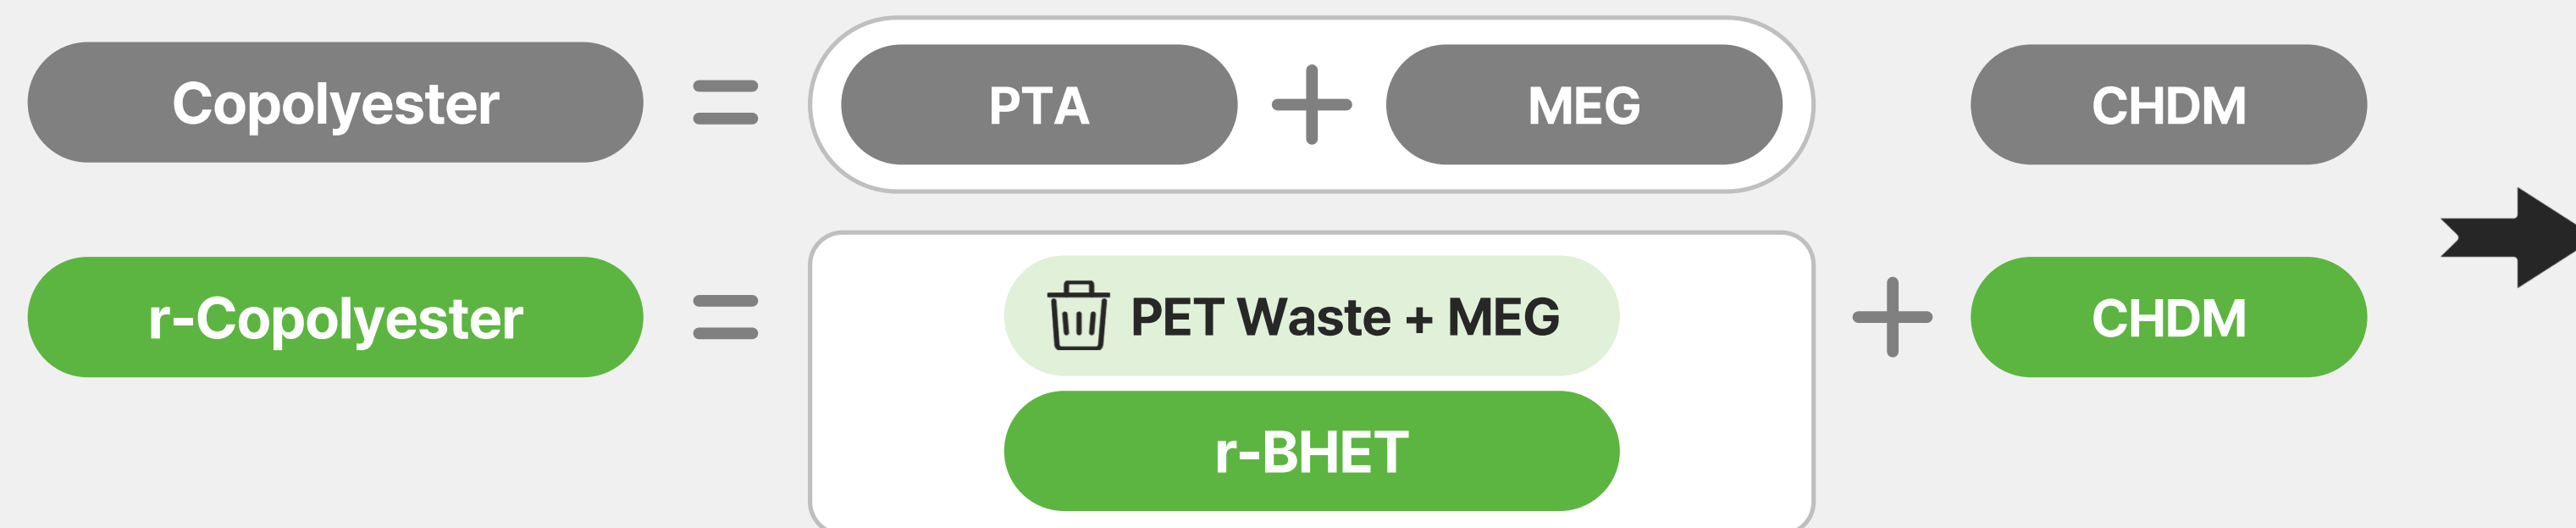 Copolyester = PTA + MEG CHDM
r-Copolyester = PET Waste + MEG + CHDM
r-BHET